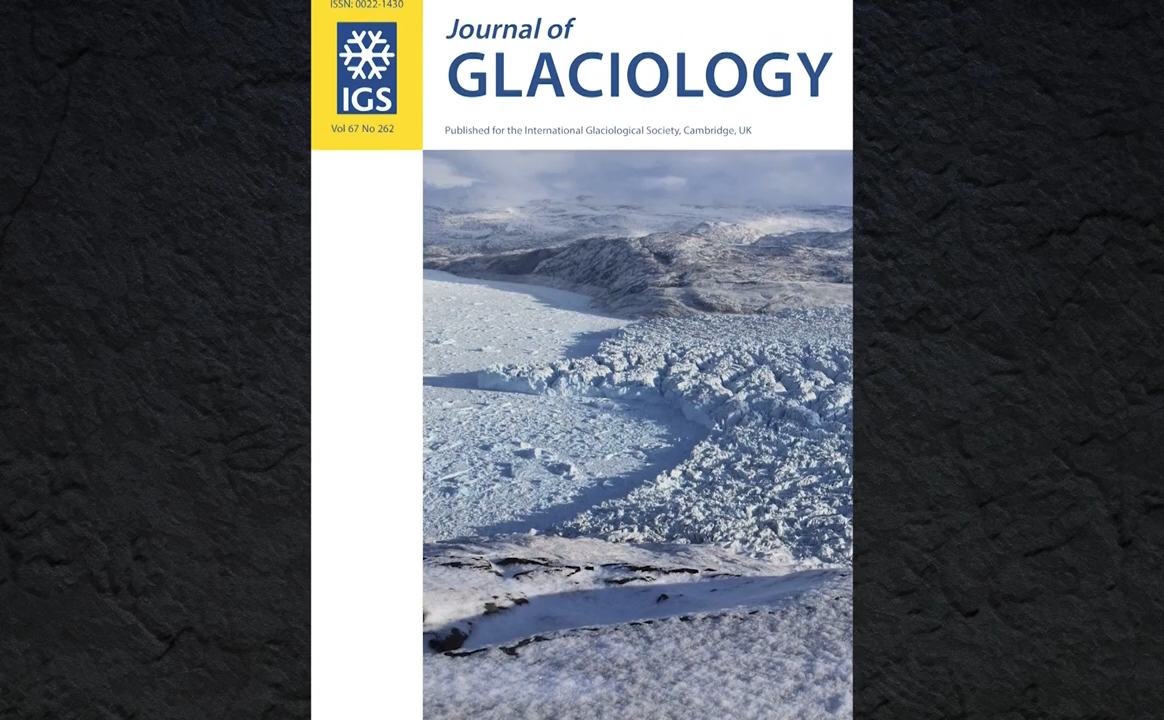 ISSN: 0022-1430
IGS
Vol 67 No 262
Journal of
GLACIOLOGY
Published for the International Glaciological Society, Cambridge, UK